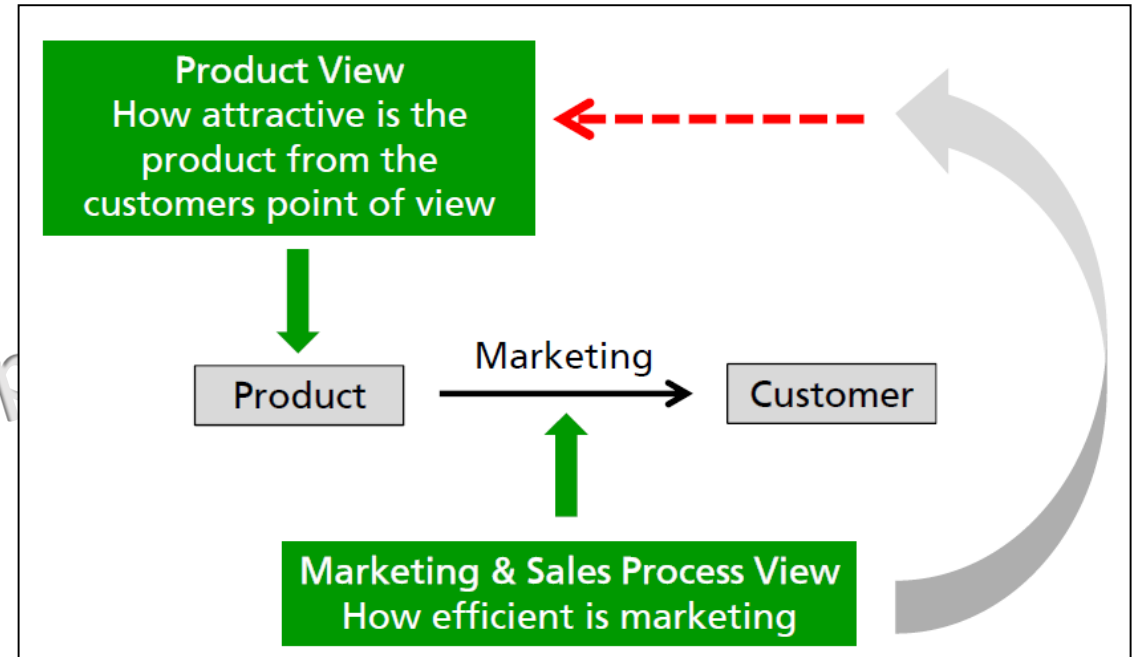 Product View
How attractive is the
product from the
customers point of view
Marketing
Product
Customer
Marketing & Sales Process View
How efficient is marketing